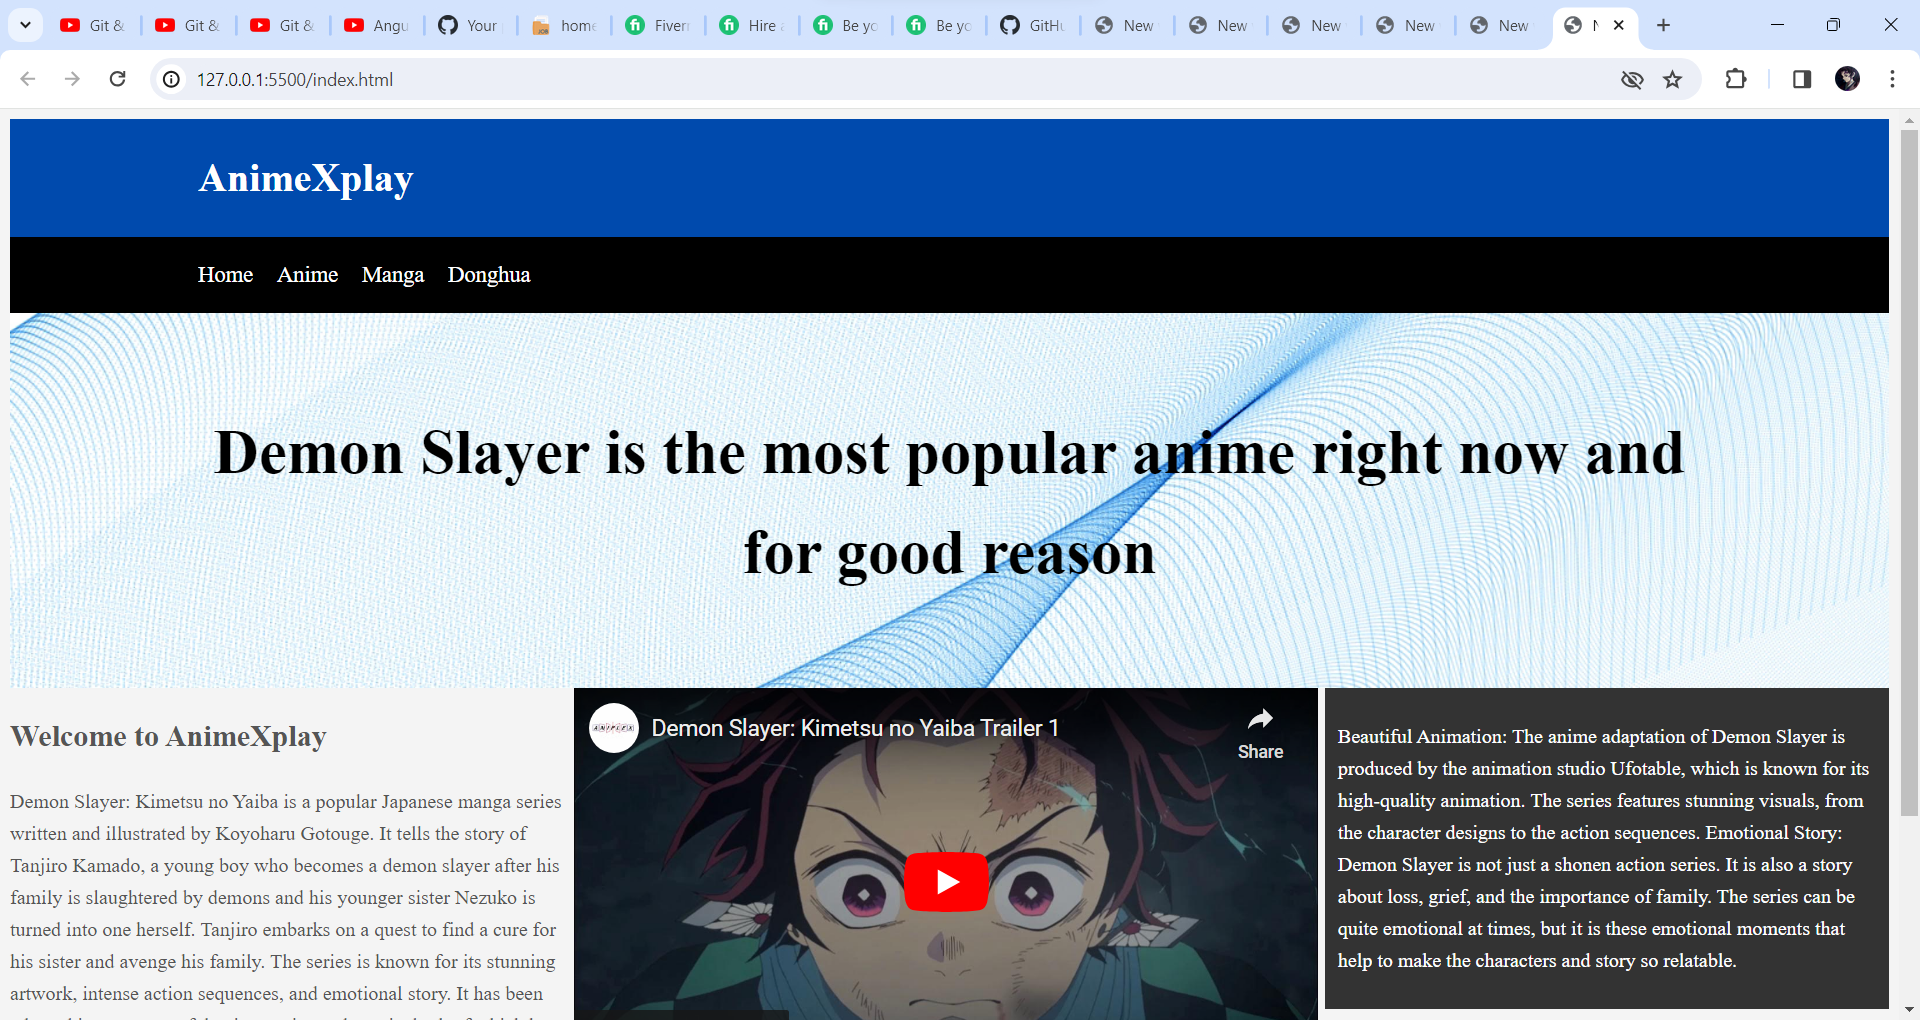 Git &
Git &
Git &
Angu
Your
home
Fiverr
Hire a
Be yo
Be yo
GitHu
New
New
New
New
New
127.0.0.1:5500/index.html
AnimeXplay
Home Anime Manga Donghua
Demon Slayer is the most popular anime right now and
for good reason
Welcome to AnimeXplay
Demon Slayer: Kimetsu no Yaiba is a popular Japanese manga series
written and illustrated by Koyoharu Gotouge. It tells the story of
Tanjiro Kamado, a young boy who becomes a demon slayer after his
family is slaughtered by demons and his younger sister Nezuko is
turned into one herself. Tanjiro embarks on a quest to find a cure for
his sister and avenge his family. The series is known for its stunning
artwork, intense action sequences, and emotional story. It has been
Demon Slayer: Kimetsu no Yaiba Trailer 1
Share
Beautiful Animation: The anime adaptation of Demon Slayer is
produced by the animation studio Ufotable, which is known for its
high-quality animation. The series features stunning visuals, from
the character designs to the action sequences. Emotional Story:
Demon Slayer is not just a shonen action series. It is also a story
about loss, grief, and the importance of family. The series can be
quite emotional at times, but it is these emotional moments that
help to make the characters and story so relatable.